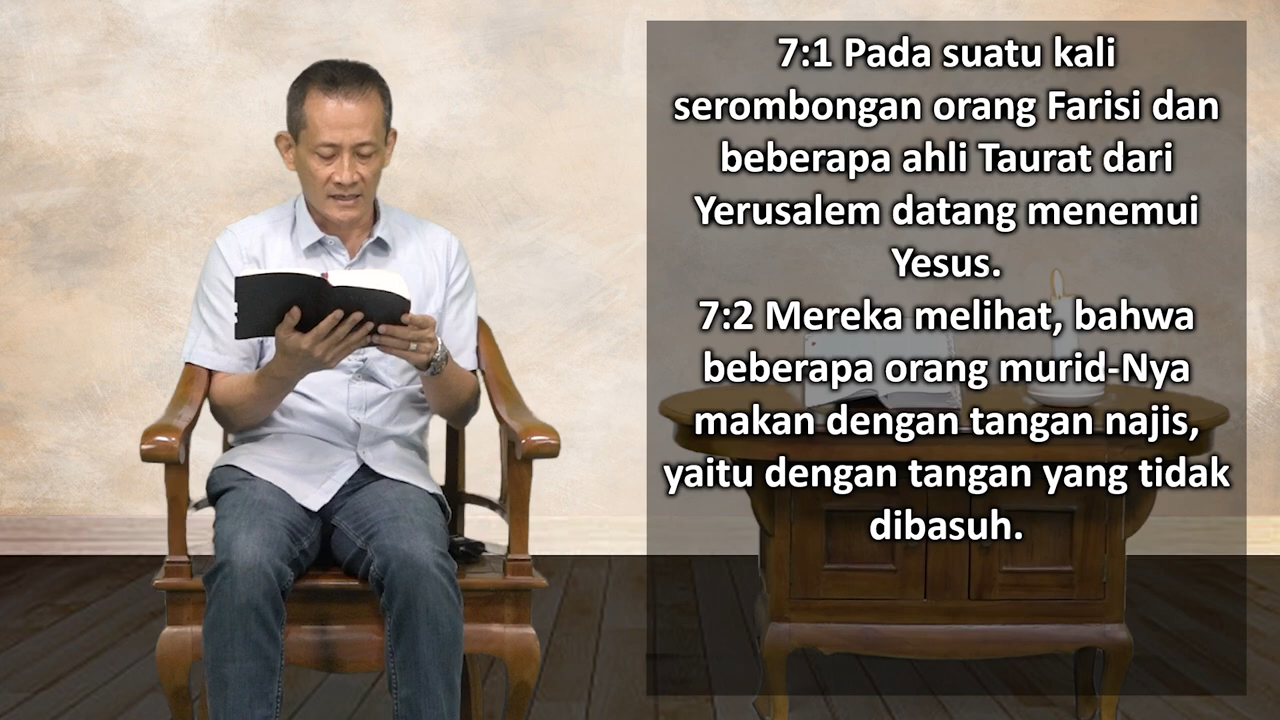 7:1 Pada suatu kali
serombongan orang Farisi dan
beberapa ahli Taurat dari
Yerusalem datang menemui
Yesus.
7:2 Mereka melihat, bahwa
beberapa orang murid-Nya
makan dengan tangan najis,
yaitu dengan tangan yang tidak
dibasuh.